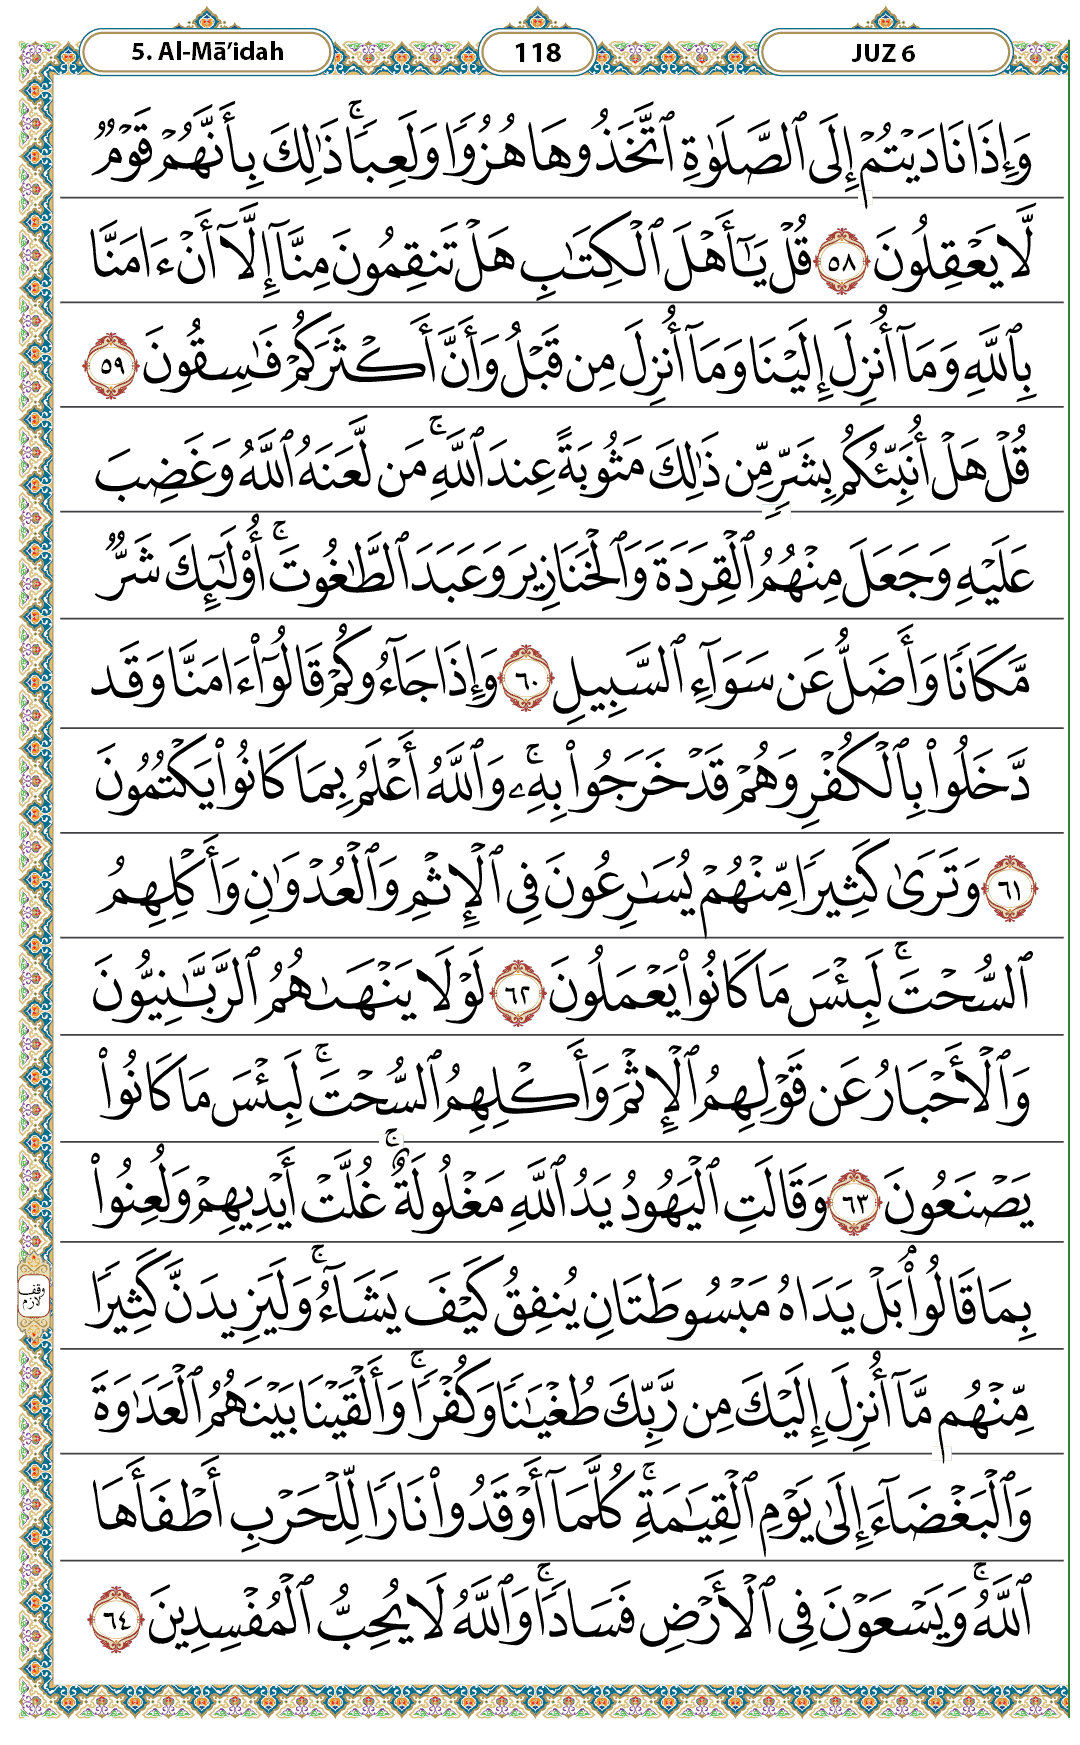 5. Al-Mā’idah
118
JUZ 6
وَإِذَا نَادَيْتُمْ إِلَى ٱلصَّلَوٰةِ ٱتَّخَذُوهَا هُزُوًا وَلَعِبًا ۚ ذَٰلِكَ بِأَنَّهُمْ قَوْمٌ
لَّا يَعْقِلُونَ ٥٨ قُلْ يَـٰٓأَهْلَ ٱلْكِتَـٰبِ هَلْ تَنقِمُونَ مِنَّآ إِلَّآ أَنْ ءَامَنَّا
بِٱللَّهِ وَمَآ أُنزِلَ إِلَيْنَا وَمَآ أُنزِلَ مِن قَبْلُ وَأَنَّ أَكْثَرَكُمْ فَـٰسِقُونَ ٥٩
قُلْ هَلْ أُنَبِّئُكُم بِشَرٍّ مِّن ذَٰلِكَ مَثُوبَةً عِندَ ٱللَّهِ ۚ مَن لَّعَنَهُ ٱللَّهُ وَغَضِبَ
عَلَيْهِ وَجَعَلَ مِنْهُمُ ٱلْقِرَدَةَ وَٱلْخَنَازِيرَ وَعَبَدَ ٱلطَّـٰغُوتَ ۚ أُو۟لَـٰٓئِكَ شَرٌّ
مَّكَانًا وَأَضَلُّ عَن سَوَآءِ ٱلسَّبِيلِ ٦٠ وَإِذَا جَآءُوكُمْ قَالُوٓا۟ ءَامَنَّا وَقَد
دَّخَلُوا۟ بِٱلْكُفْرِ وَهُمْ قَدْ خَرَجُوا۟ بِهِۦ ۚ وَٱللَّهُ أَعْلَمُ بِمَا كَانُوا۟ يَكْتُمُونَ
٦١ وَتَرَىٰ كَثِيرًا مِّنْهُمْ يُسَـٰرِعُونَ فِى ٱلْإِثْمِ وَٱلْعُدْوَٰنِ وَأَكْلِهِمُ
ٱلسُّحْتَ ۚ لَبِئْسَ مَا كَانُوا۟ يَعْمَلُونَ ٦٢ لَوْلَا يَنْهَىٰهُمُ ٱلرَّبَّـٰنِيُّونَ
وَٱلْأَحْبَارُ عَن قَوْلِهِمُ ٱلْإِثْمَ وَأَكْلِهِمُ ٱلسُّحْتَ ۚ لَبِئْسَ مَا كَانُوا۟
يَصْنَعُونَ ٦٣ وَقَالَتِ ٱلْيَهُودُ يَدُ ٱللَّهِ مَغْلُولَةٌ ۚ غُلَّتْ أَيْدِيهِمْ وَلُعِنُوا۟
بِمَا قَالُوا۟ ۘ بَلْ يَدَاهُ مَبْسُوطَتَانِ يُنفِقُ كَيْفَ يَشَآءُ ۚ وَلَيَزِيدَنَّ كَثِيرًا
مِّنْهُم مَّآ أُنزِلَ إِلَيْكَ مِن رَّبِّكَ طُغْيَـٰنًا وَكُفْرًا ۚ وَأَلْقَيْنَا بَيْنَهُمُ ٱلْعَدَٰوَةَ
وَٱلْبَغْضَآءَ إِلَىٰ يَوْمِ ٱلْقِيَـٰمَةِ ۚ كُلَّمَآ أَوْقَدُوا۟ نَارًا لِّلْحَرْبِ أَطْفَأَهَا
ٱللَّهُ ۚ وَيَسْعَوْنَ فِى ٱلْأَرْضِ فَسَادًا ۚ وَٱللَّهُ لَا يُحِبُّ ٱلْمُفْسِدِينَ ٦٤
وقف
لازم